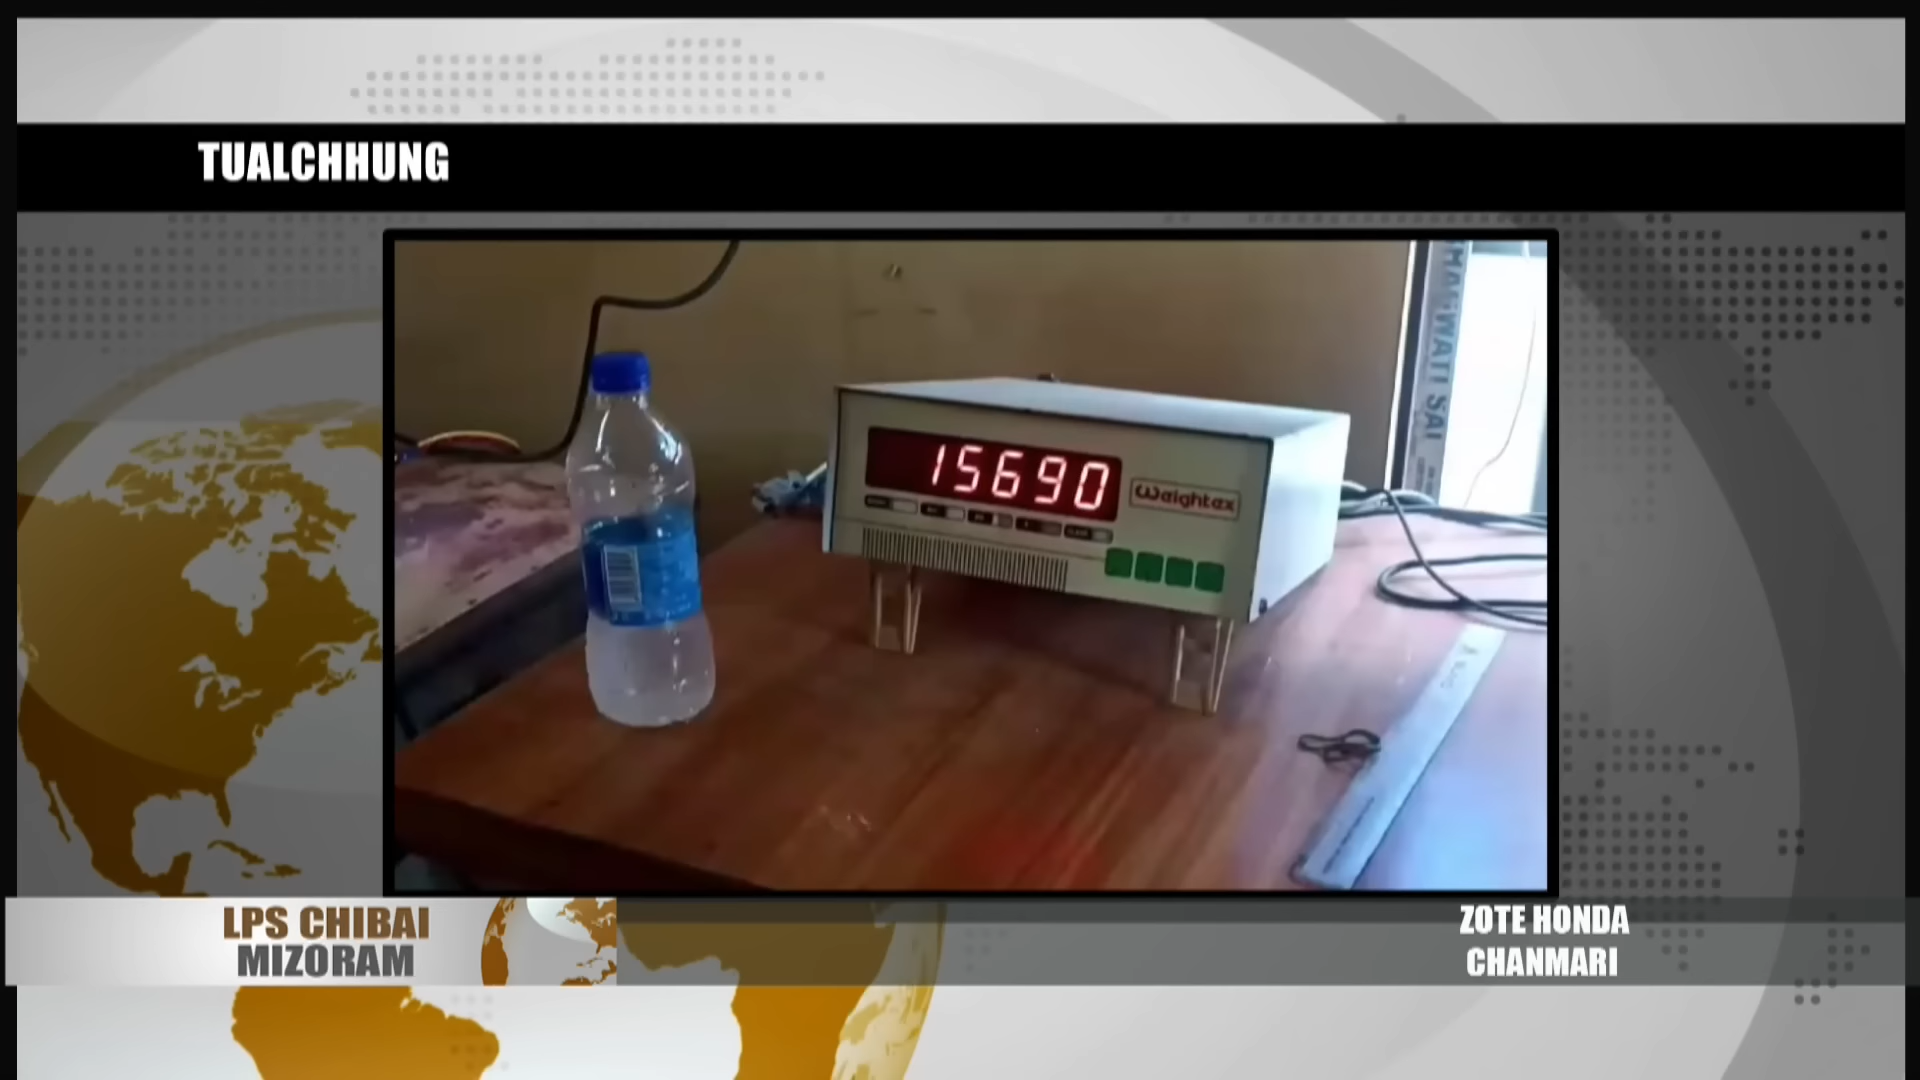 TUALCHHUNG
15690
Weightex
LPS CHIBAI
MIZORAM
ZOTE HONDA
CHANMARI